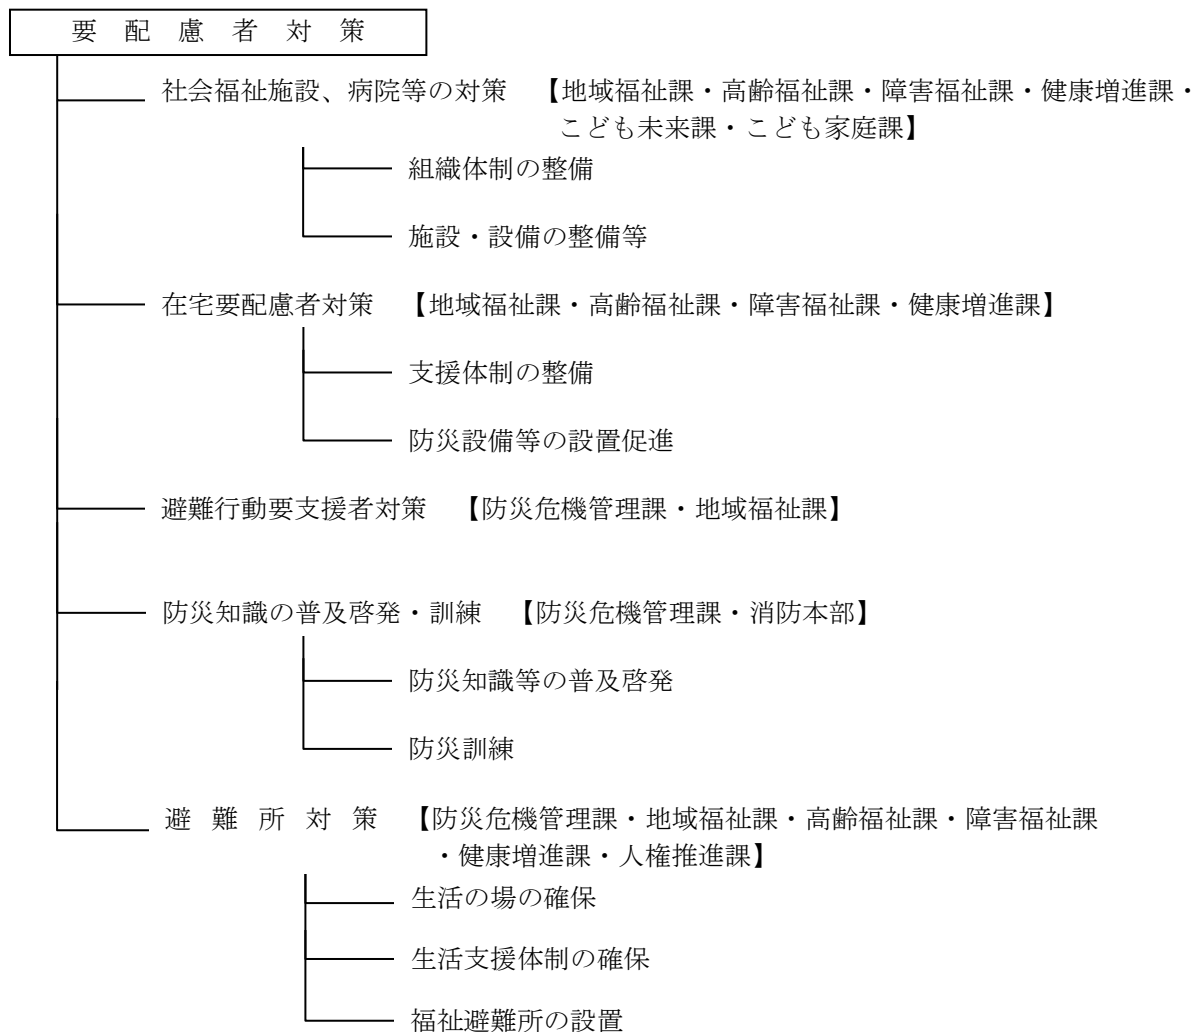 要配慮者対策
社会福祉施設、病院等の対策 【地域福祉課・高齢福祉課・障害福祉課・健康増進課・
こども未来課・こども家庭課】
組織体制の整備
施設・設備の整備等
在宅要配慮者対策 【地域福祉課・高齢福祉課・障害福祉課・健康増進課】
支援体制の整備
防災設備等の設置促進
避難行動要支援者対策 【防災危機管理課・地域福祉課】
防災知識の普及啓発・訓練 【防災危機管理課・消防本部】
防災知識等の普及啓発
防災訓練
避難所対策 【防災危機管理課・地域福祉課・高齢福祉課・障害福祉課
・健康増進課・人権推進課】
生活の場の確保
生活支援体制の確保
福祉避難所の設置